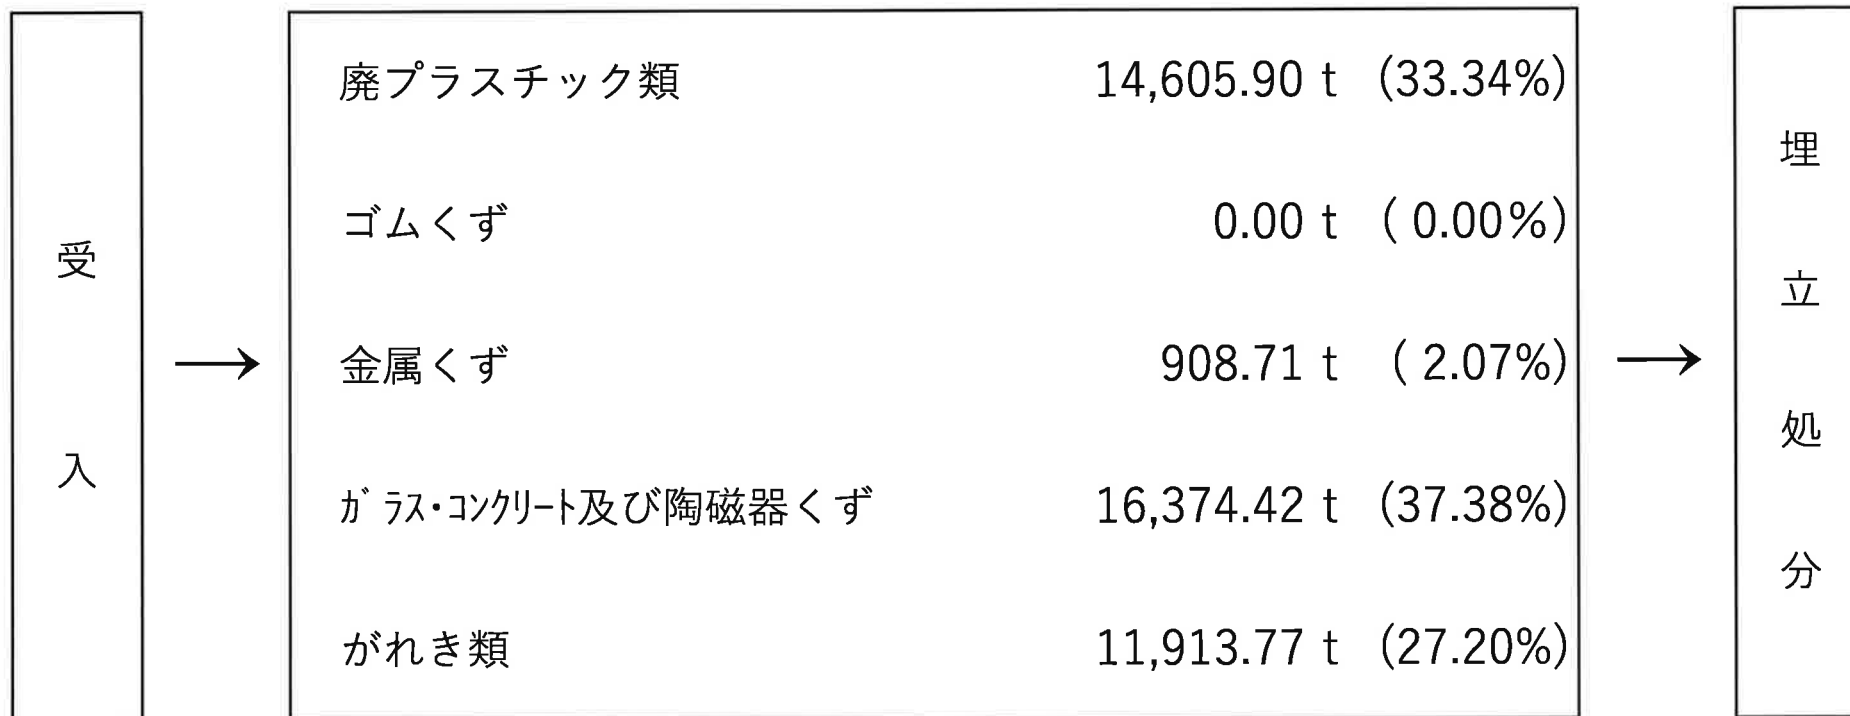 受入
→
廃プラスチック類 14,605.90 t (33.34%)
ゴムくず 0.00 t ( 0.00%)
金属くず 908.71 t ( 2.07%)
ｶﾞﾗｽ･ｺﾝｸﾘｰﾄ及び陶磁器くず 16,374.42 t (37.38%)
がれき類 11,913.77 t (27.20%)
→
埋立処分